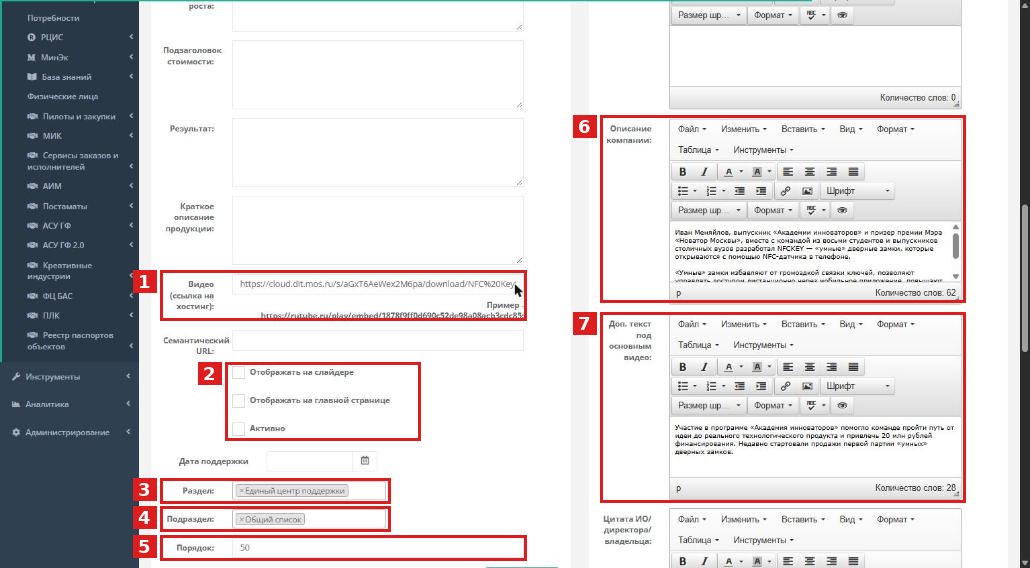 Потребности
РЦИС
МинЭк
База знаний
Физические лица
Пилоты и закупки
МИК
Сервисы заказов и
исполнителей
АИМ
Постаматы
АСУ ГФ
АСУ ГФ 2.0
Креативные
индустрии
ФЦ БАС
ПЛК
Реестр паспортов
объектов
Инструменты
Аналитика
Администрирование
роста:
Подзаголовок
стоимости:
Результат:
Краткое
описание
продукции:
1
Видео
(ссылка на
хостинг):
https://cloud.dit.mos.ru/s/aGxT6AeWex2M6pa/download/NFC%20Key
Пример -
Семантический
URL:
2
Отображать на слайдере
Отображать на главной странице
Активно
Дата поддержки
3
Раздел:
×Единый центр поддержки
4
Подраздел:
×Общий список
5
Порядок:
50
Размер шр...
Формат
Количество слов: 0
6
Описание
компании:
Файл Изменить Вставить Вид Формат
Таблица Инструменты
B I A A
Шрифт
Размер шр... Формат
Иван Меняйлов, выпускник «Академии инноваторов» и призер премии Мэра
«Новатор Москвы», вместе с командой из восьми студентов и выпускников
столичных вузов разработал NFCKEY — «умные» дверные замки, которые
открываются с помощью NFC-датчика в телефоне.
«Умные» замки избавляют от громоздкой связки ключей, позволяют
управлять доступом дистанционно через мобильное приложение, повышают
p
Количество слов: 62
7
Доп. текст
под
основным
видео:
Файл Изменить Вставить Вид Формат
Таблица Инструменты
B I A A
Шрифт
Размер шр... Формат
Участие в программе «Академия инноваторов» помогло команде пройти путь от
идеи до реального технологического продукта и привлечь 20 млн рублей
финансирования. Недавно стартовали продажи первой партии «умных»
дверных замков.
p
Количество слов: 28
Цитата ИО/
директора/
владельца:
Файл Изменить Вставить Вид Формат
Таблица Инструменты
B I A A